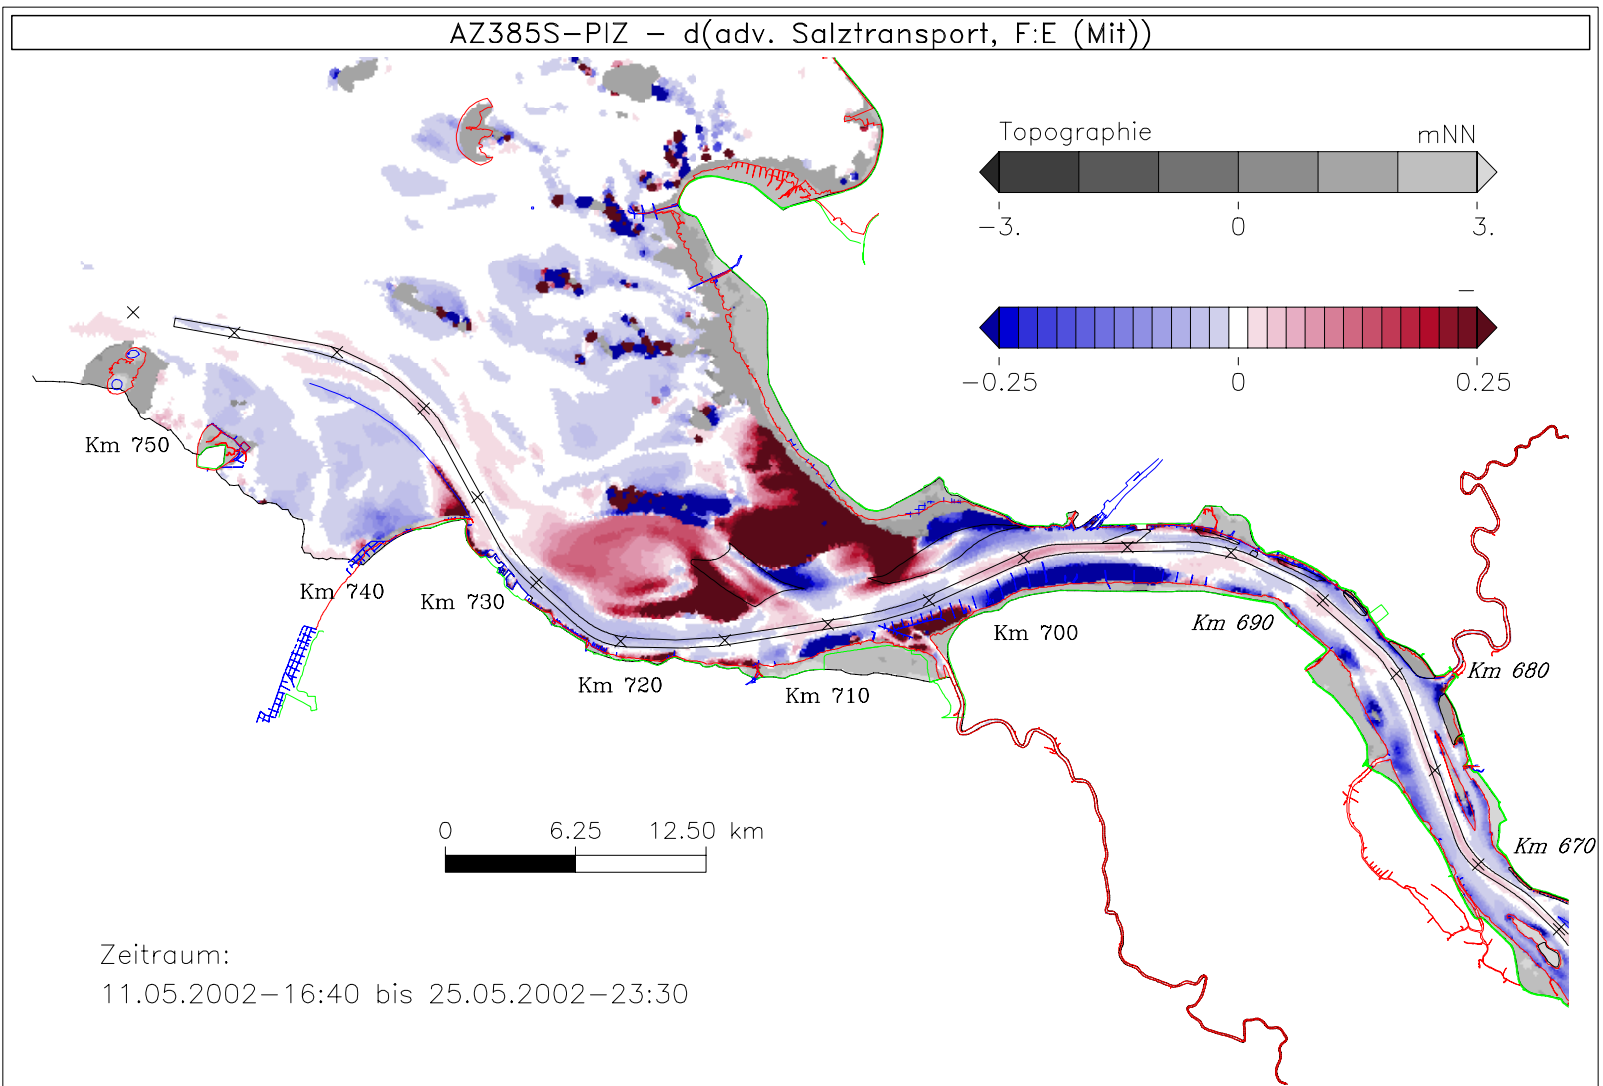 AZ385S-PIZ - d(adv. Salztransport, F:E (Mit))
Topographie mNN
-3. 0 3.
-
-0.25 0 0.25
Km 750
Km 740
Km 730
Km 720
Km 710
Km 700
Km 690
Km 680
Km 670
0 6.25 12.50 km
Zeitraum:
11.05.2002-16:40 bis 25.05.2002-23:30